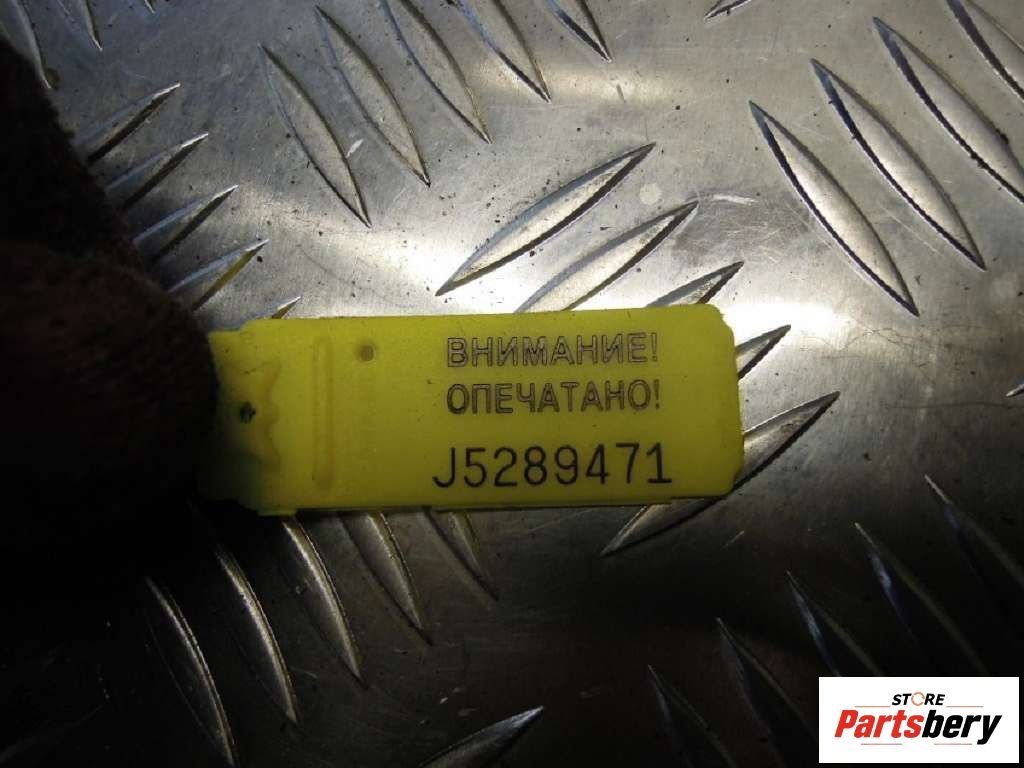 ВНИМАНИЕ!
ОПЕЧАТАНО!
J5289471
STORE
Partsbery